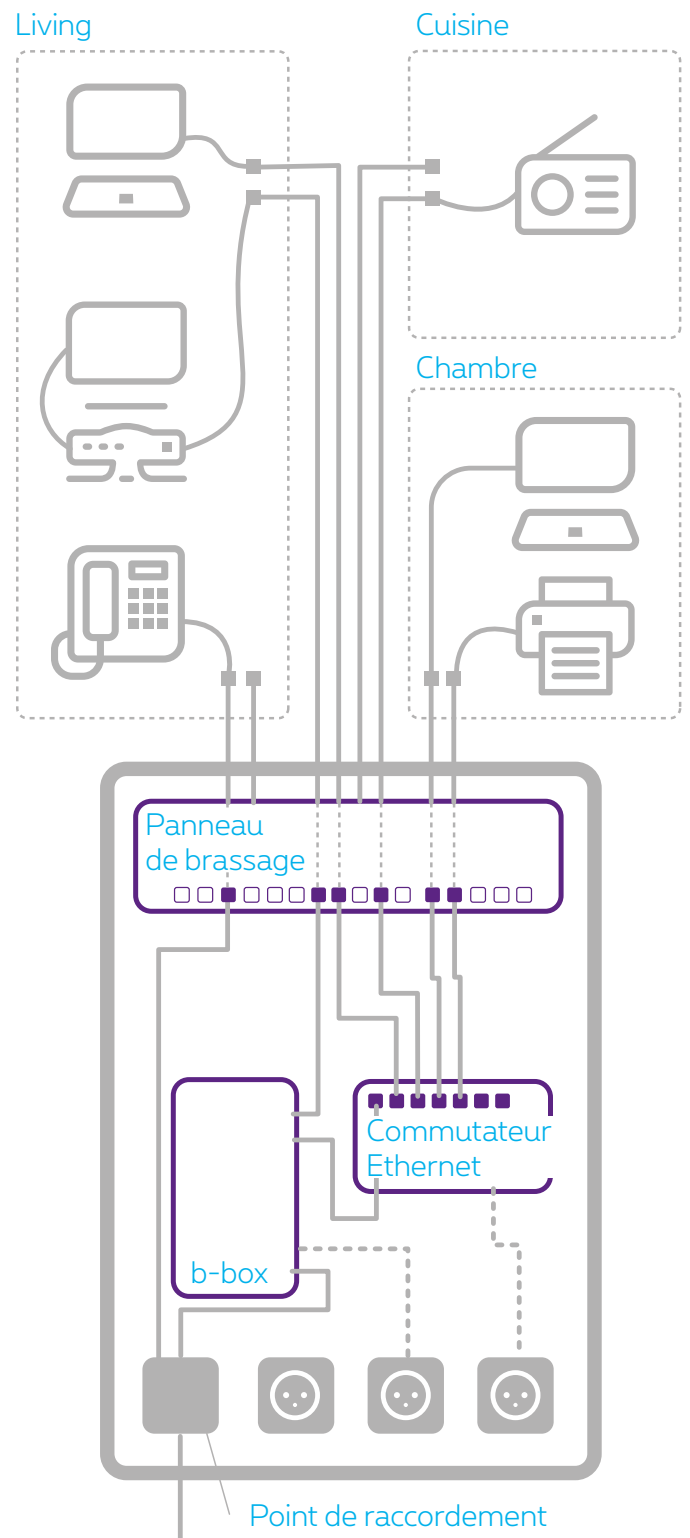 Living
Cuisine
Chambre
Panneau
de brassage
Commutateur
Ethernet
b-box
Point de raccordement